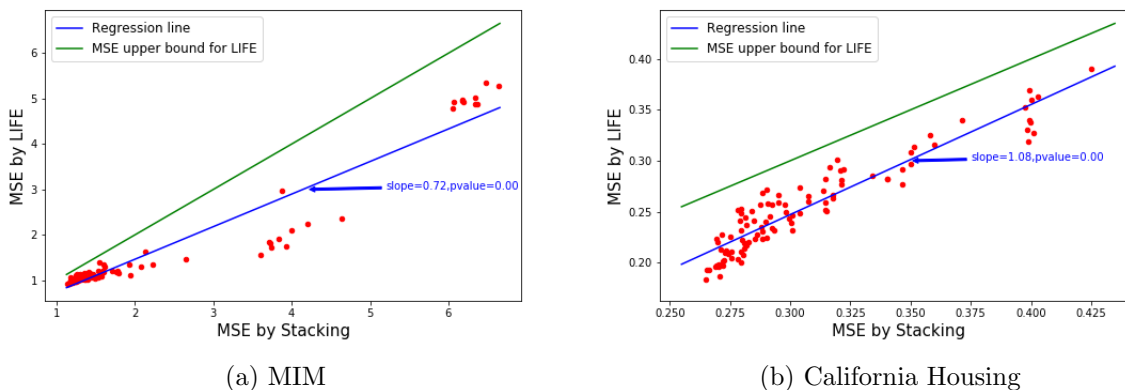 Regression line
MSE upper bound for LIFE
6
5
4
3
2
1
MSE by LIFE
slope=0.72,pvalue=0.00
1
2
3
4
5
6
MSE by Stacking
(a) MIM
Regression line
MSE upper bound for LIFE
0.40
0.35
0.30
0.25
0.20
MSE by LIFE
slope=1.08,pvalue=0.00
0.250
0.275
0.300
0.325
0.350
0.375
0.400
0.425
MSE by Stacking
(b) California Housing